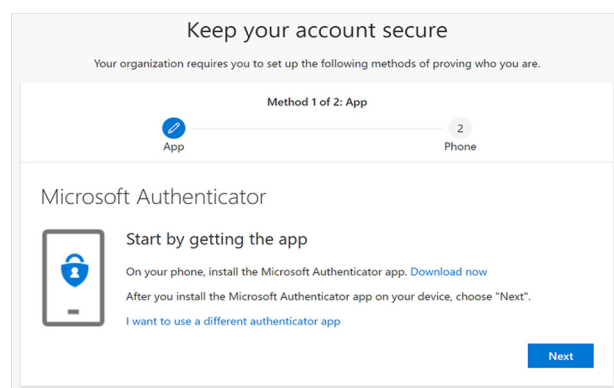 Keep your account secure
Your organization requires you to set up the following methods of proving who you are.
Method 1 of 2: App
2
App
Phone
Microsoft Authenticator
Start by getting the app
On your phone, install the Microsoft Authenticator app. Download now
After you install the Microsoft Authenticator app on your device, choose "Next".
I want to use a different authenticator app
Next